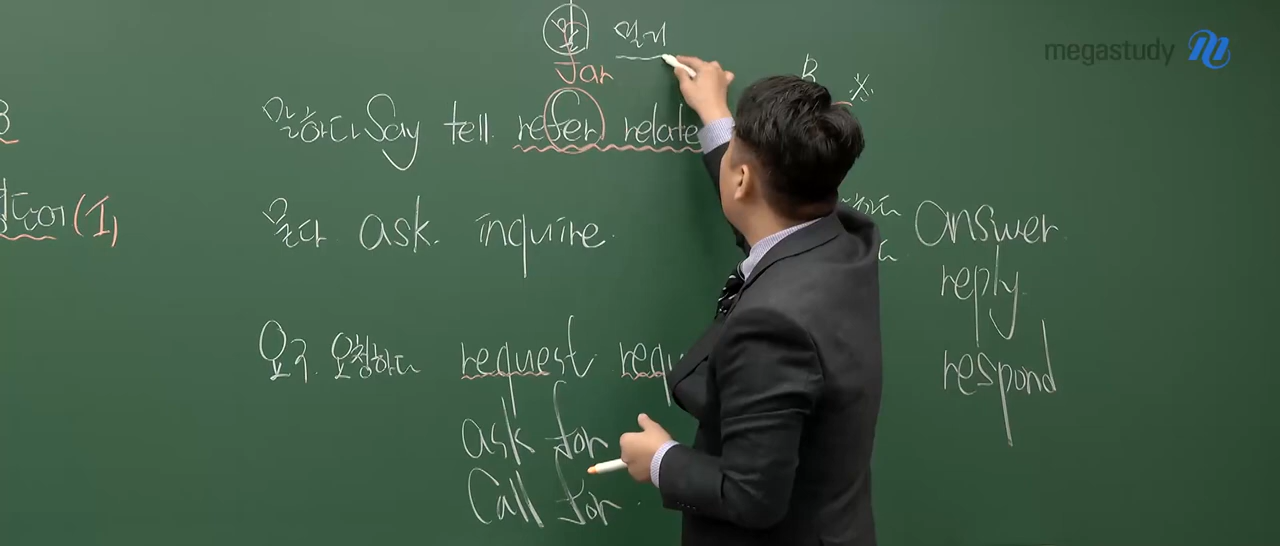 megastudy
멀리
far
B
말하다 Say tell refer relate
(I)
묻다 ask. inquire.
answer.
reply.
respond
요구. 요청하다 request. requ
ask for
Call for.